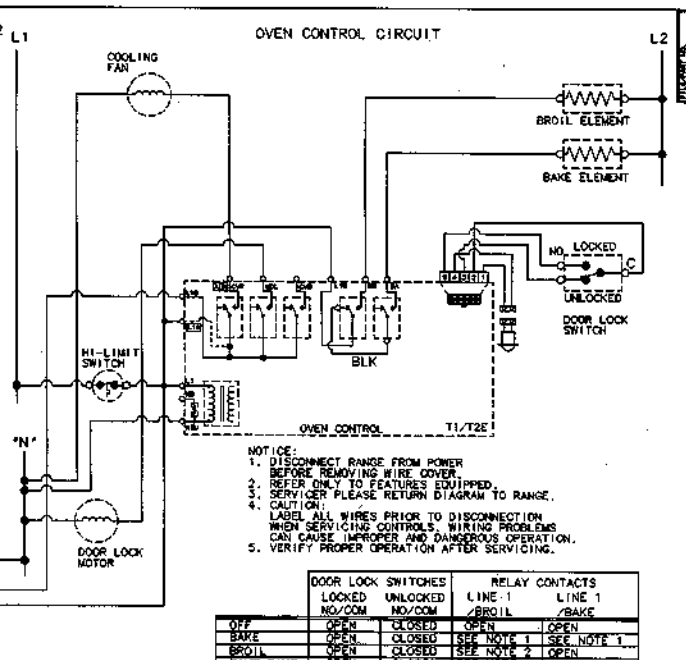 L1
OVEN CONTROL CIRCUIT
L2
COOLING
FAN
BROIL ELEMENT
BAKE ELEMENT
NO
LOCKED
C
UNLOCKED
DOOR LOCK
SWITCH
BLK
HI-LIMIT
SWITCH
OVEN CONTROL
T1/T2E
"N"
DOOR LOCK
MOTOR
NOTICE:
1. DISCONNECT RANGE FROM POWER
BEFORE REMOVING WIRE COVER.
2. REFER ONLY TO FEATURES EQUIPPED.
3. SERVICER PLEASE RETURN DIAGRAM TO RANGE.
4. CAUTION:
LABEL ALL WIRES PRIOR TO DISCONNECTION
WHEN SERVICING CONTROLS. WIRING PROBLEMS
CAN CAUSE IMPROPER AND DANGEROUS OPERATION.
5. VERIFY PROPER OPERATION AFTER SERVICING.
DOOR LOCK SWITCHES RELAY CONTACTS
LOCKED UNLOCKED LINE 1 LINE 1
NO/COM NO/COM /BROIL /BAKE
OFF OPEN CLOSED OPEN OPEN
BAKE OPEN CLOSED SEE NOTE 1 SEE NOTE 1
BROIL OPEN CLOSED SEE NOTE 2 OPEN